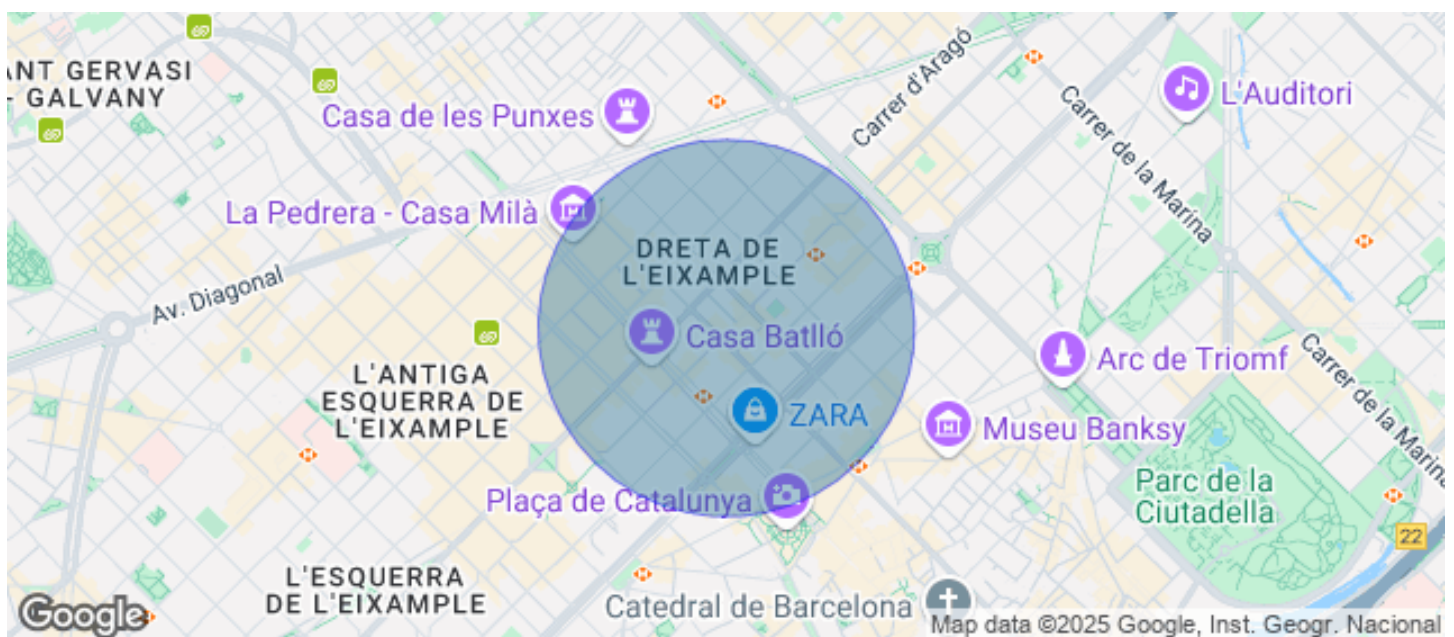 ANT GERVASI
- GALVANY
Casa de les Punxes
Carrer d'Aragó
L'Auditori
Carrer de la Marina
La Pedrera - Casa Milà
DRETA DE
L'EIXAMPLE
Av. Diagonal
Casa Batlló
Arc de Triomf
Carrer de la Marina
L'ANTIGA
ESQUERRA DE
L'EIXAMPLE
ZARA
Museu Banksy
Plaça de Catalunya
Parc de la
Ciutadella
22
L'ESQUERRA
DE L'EIXAMPLE
Catedral de Barcelona
Google
Map data ©2025 Google, Inst. Geogr. Nacional